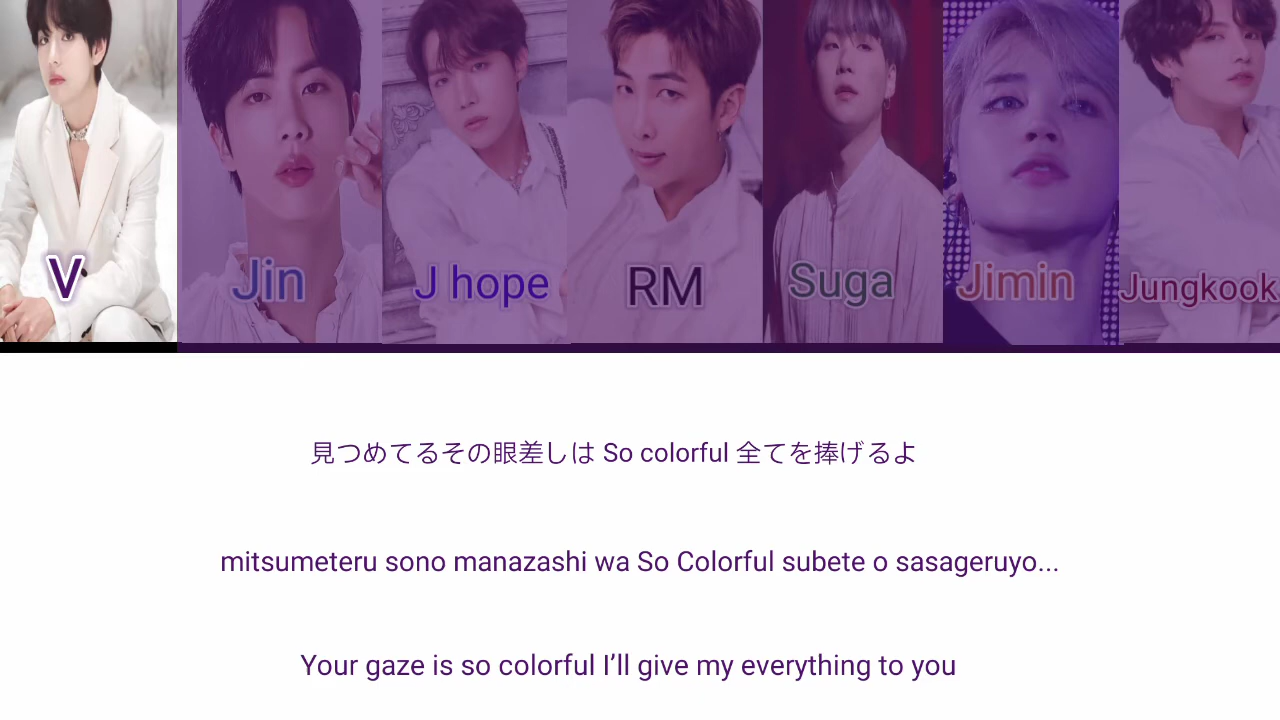 V
Jin
J hope
RM
Suga
Jimin
Jungkook
見つめてるその眼差しは So colorful 全てを捧げるよ
mitsumeteru sono manazashi wa So Colorful subete o sasageruyo...
Your gaze is so colorful I’ll give my everything to you